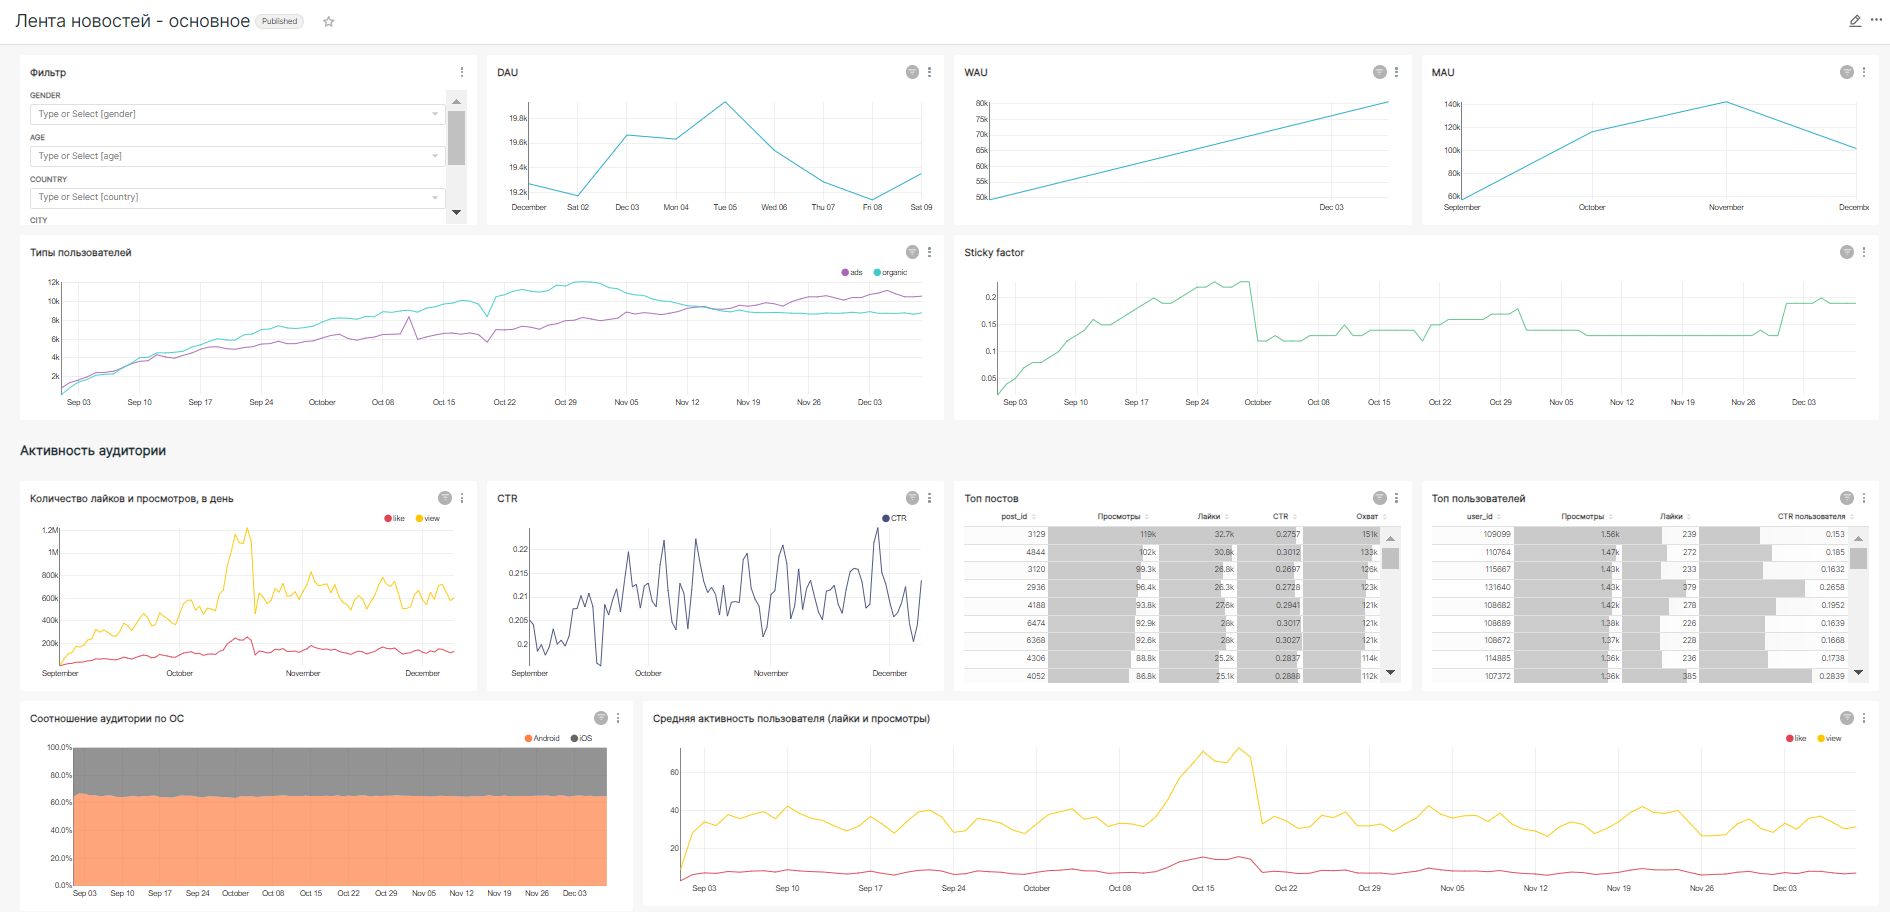 Лента новостей - основное Published
Фильтр
GENDER
Type or Select [gender]
AGE
Type or Select [age]
COUNTRY
Type or Select [country]
CITY
DAU
19.8k
19.6k
19.4k
19.2k
December Sat 02 Dec 03 Mon 04 Tue 05 Wed 06 Thu 07 Fri 08 Sat 09
WAU
80k
75k
70k
65k
60k
55k
50k
Dec 03
MAU
140k
120k
100k
80k
60k
September October November Decembe
Типы пользователей
ads organic
12k
10k
8k
6k
4k
2k
Sep 03 Sep 10 Sep 17 Sep 24 October Oct 08 Oct 15 Oct 22 Oct 29 Nov 05 Nov 12 Nov 19 Nov 26 Dec 03
Sticky factor
0.2
0.15
0.1
0.05
Sep 03 Sep 10 Sep 17 Sep 24 October Oct 08 Oct 15 Oct 22 Oct 29 Nov 05 Nov 12 Nov 19 Nov 26 Dec 03
Активность аудитории
Количество лайков и просмотров, в день
like view
1.2M
1M
800k
600k
400k
200k
September October November December
CTR
CTR
0.22
0.215
0.21
0.205
0.2
September October November December
Топ постов
post_id Просмотры Лайки CTR Охват
3129 119k 32.7k 0.2757 151k
4844 102k 30.8k 0.3012 133k
3120 99.3k 26.8k 0.2697 126k
2936 96.4k 26.3k 0.2728 123k
4188 93.8k 27.6k 0.2941 121k
6474 92.9k 28k 0.3017 121k
6368 92.6k 28k 0.3027 121k
4306 88.8k 25.2k 0.2837 114k
4052 86.8k 25.1k 0.2888 112k
Топ пользователей
user_id Просмотры Лайки CTR пользователя
109099 1.56k 239 0.153
110764 1.47k 272 0.185
115667 1.43k 233 0.1632
131640 1.43k 379 0.2658
108682 1.42k 278 0.1952
108689 1.38k 226 0.1639
108672 1.37k 228 0.1668
114885 1.36k 236 0.1738
107372 1.36k 385 0.2839
Соотношение аудитории по ОС
Android iOS
100.0%
80.0%
60.0%
40.0%
20.0%
0.0%
Sep 03 Sep 10 Sep 17 Sep 24 October Oct 08 Oct 15 Oct 22 Oct 29 Nov 05 Nov 12 Nov 19 Nov 26 Dec 03
Средняя активность пользователя (лайки и просмотры)
like view
60
40
20
Sep 03 Sep 10 Sep 17 Sep 24 October Oct 08 Oct 15 Oct 22 Oct 29 Nov 05 Nov 12 Nov 19 Nov 26 Dec 03